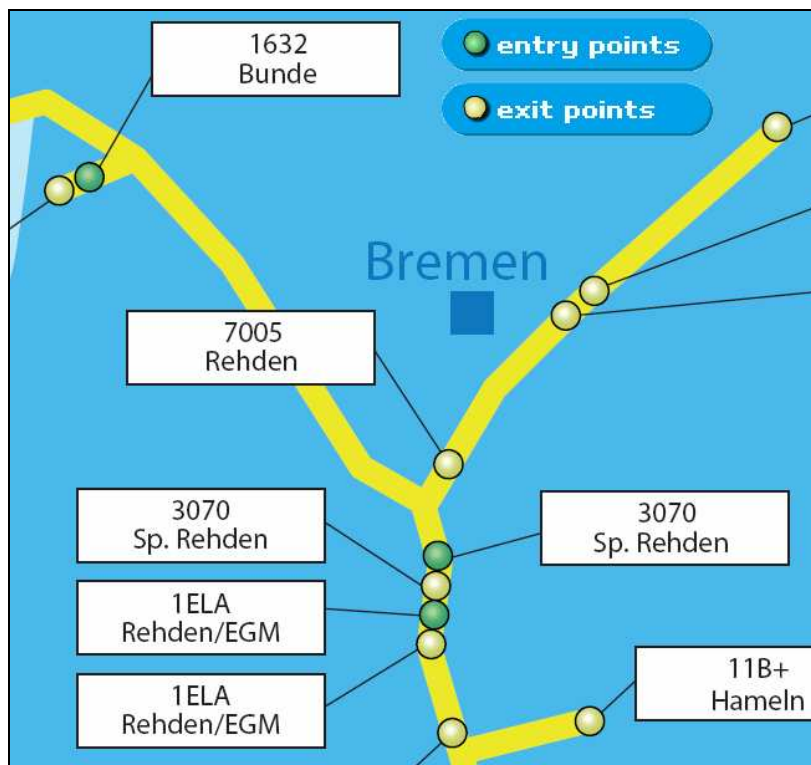 1632
Bunde
entry points
exit points
Bremen
7005
Rehden
3070
Sp. Rehden
3070
Sp. Rehden
1ELA
Rehden/EGM
1ELA
Rehden/EGM
11B+
Hameln